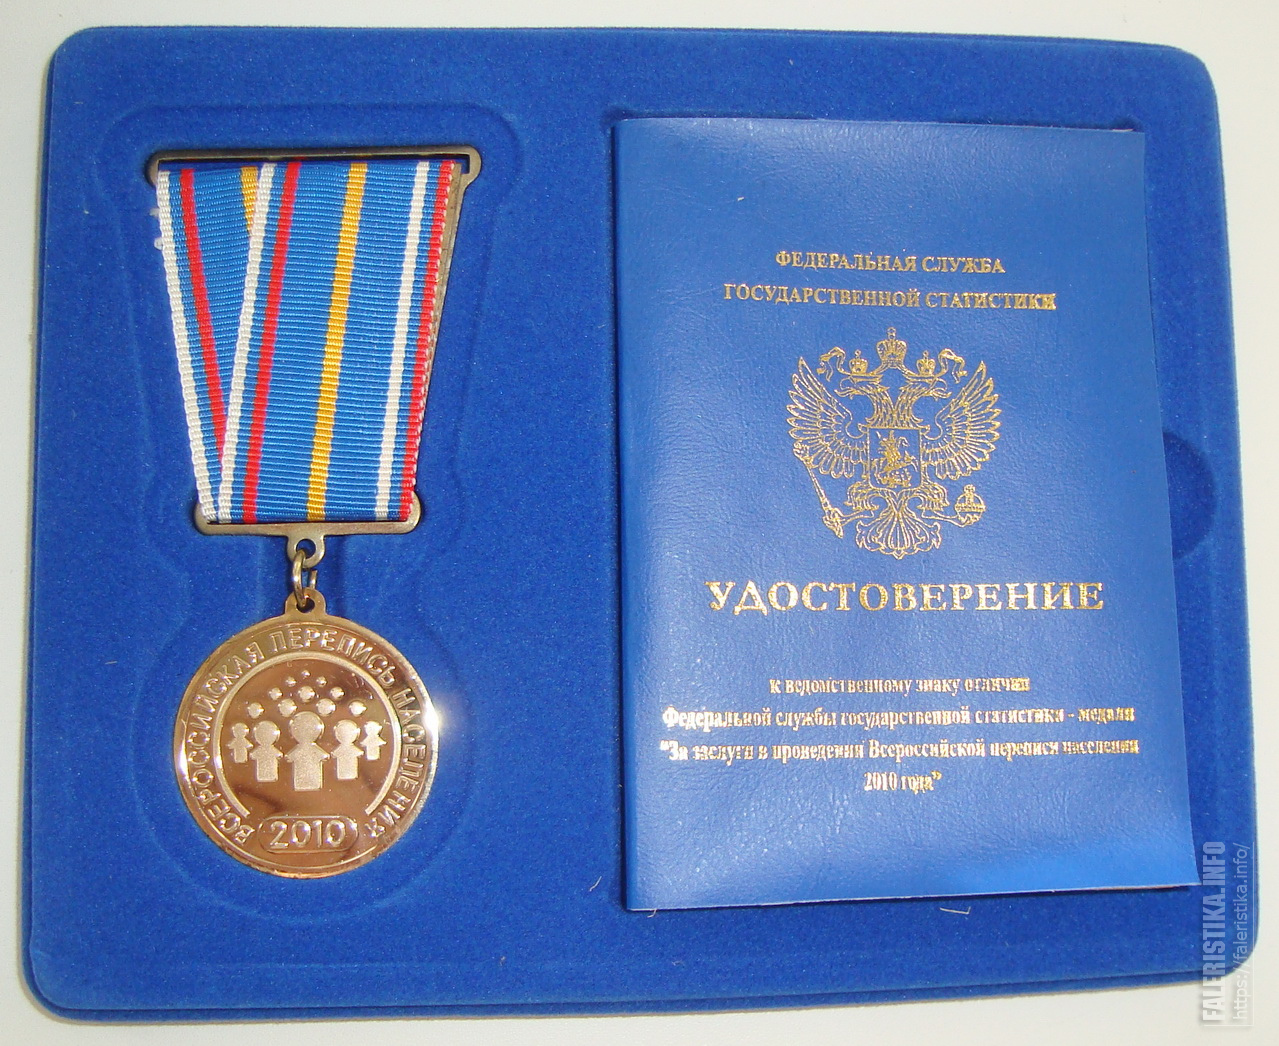 ВСЕРОССИЙСКАЯ ПЕРЕПИСЬ НАСЕЛЕНИЯ
2010
ФЕДЕРАЛЬНАЯ СЛУЖБА
ГОСУДАРСТВЕННОЙ СТАТИСТИКИ
УДОСТОВЕРЕНИЕ
к ведомственному знаку отличия
Федеральной службы государственной статистики - медали
"За заслуги в проведении Всероссийской переписи населения
2010 года"
FALERISTIKA.INFO
https://faleristika.info/